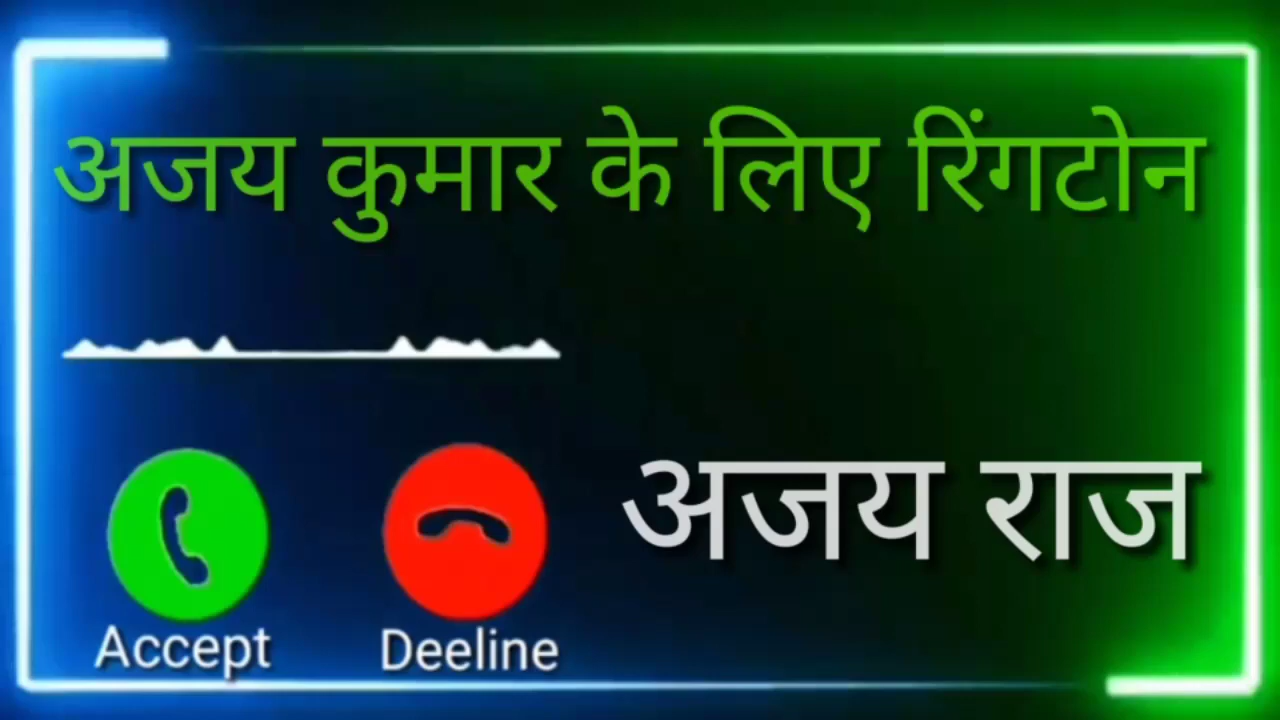 अजय कुमार के लिए रिंगटोन
अजय राज
Accept
Deeline